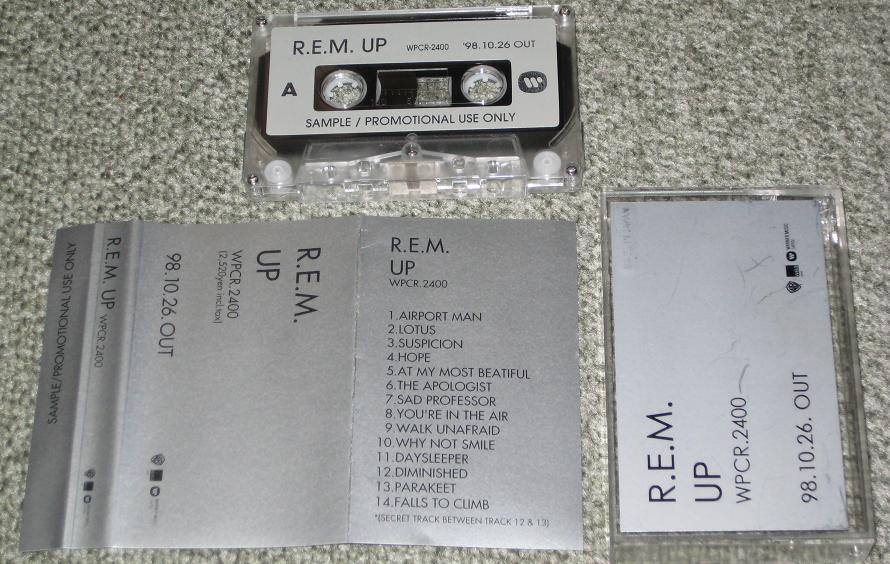 R.E.M. UP WPCR-2400 '98.10.26 OUT
A
SAMPLE / PROMOTIONAL USE ONLY
SAMPLE/PROMOTIONAL USE ONLY
R.E.M. UP WPCR.2400
R.E.M.
UP
WPCR.2400
(2,520yen incl.tax)
98.10.26.OUT
R.E.M.
UP
WPCR.2400
1.AIRPORT MAN
2.LOTUS
3.SUSPICION
4.HOPE
5.AT MY MOST BEATIFUL
6.THE APOLOGIST
7.SAD PROFESSOR
8.YOU'RE IN THE AIR
9.WALK UNAFRAID
10.WHY NOT SMILE
11.DAYSLEEPER
12.DIMINISHED
13.PARAKEET
14.FALLS TO CLIMB
*(SECRET TRACK BETWEEN TRACK 12 & 13)
R.E.M.
UP
WPCR.2400
98.10.26. OUT